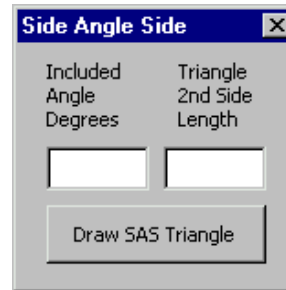 Side Angle Side
Included
Angle
Degrees
Triangle
2nd Side
Length
Draw SAS Triangle